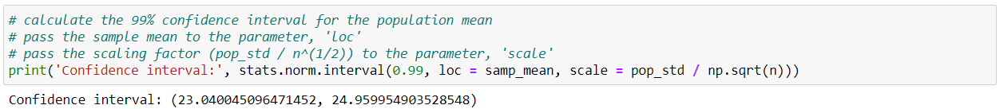 # calculate the 99% confidence interval for the population mean
# pass the sample mean to the parameter, 'loc'
# pass the scaling factor (pop_std / n^(1/2)) to the parameter, 'scale'
print('Confidence interval:', stats.norm.interval(0.99, loc = samp_mean, scale = pop_std / np.sqrt(n)))
Confidence interval: (23.040045096471452, 24.959954903528548)